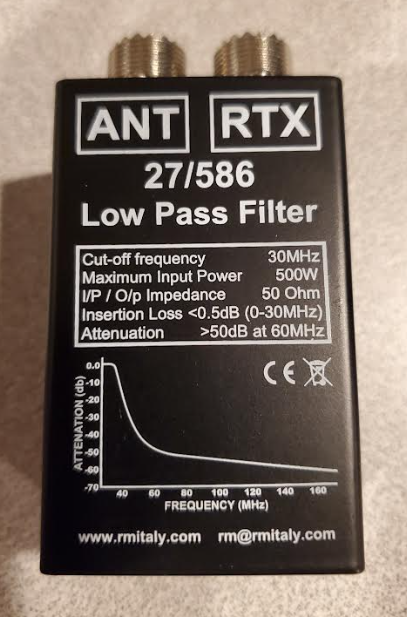 ANT RTX
27/586
Low Pass Filter
Cut-off frequency 30MHz
Maximum Input Power 500W
I/P / O/p Impedance 50 Ohm
Insertion Loss <0.5dB (0-30MHz)
Attenuation >50dB at 60MHz
CE
ATTENATION (db)
0.0
-10
-20
-30
-40
-50
-60
-70
40 60 80 100 120 140 160
FREQUENCY (MHz)
www.rmitaly.com rm@rmitaly.com